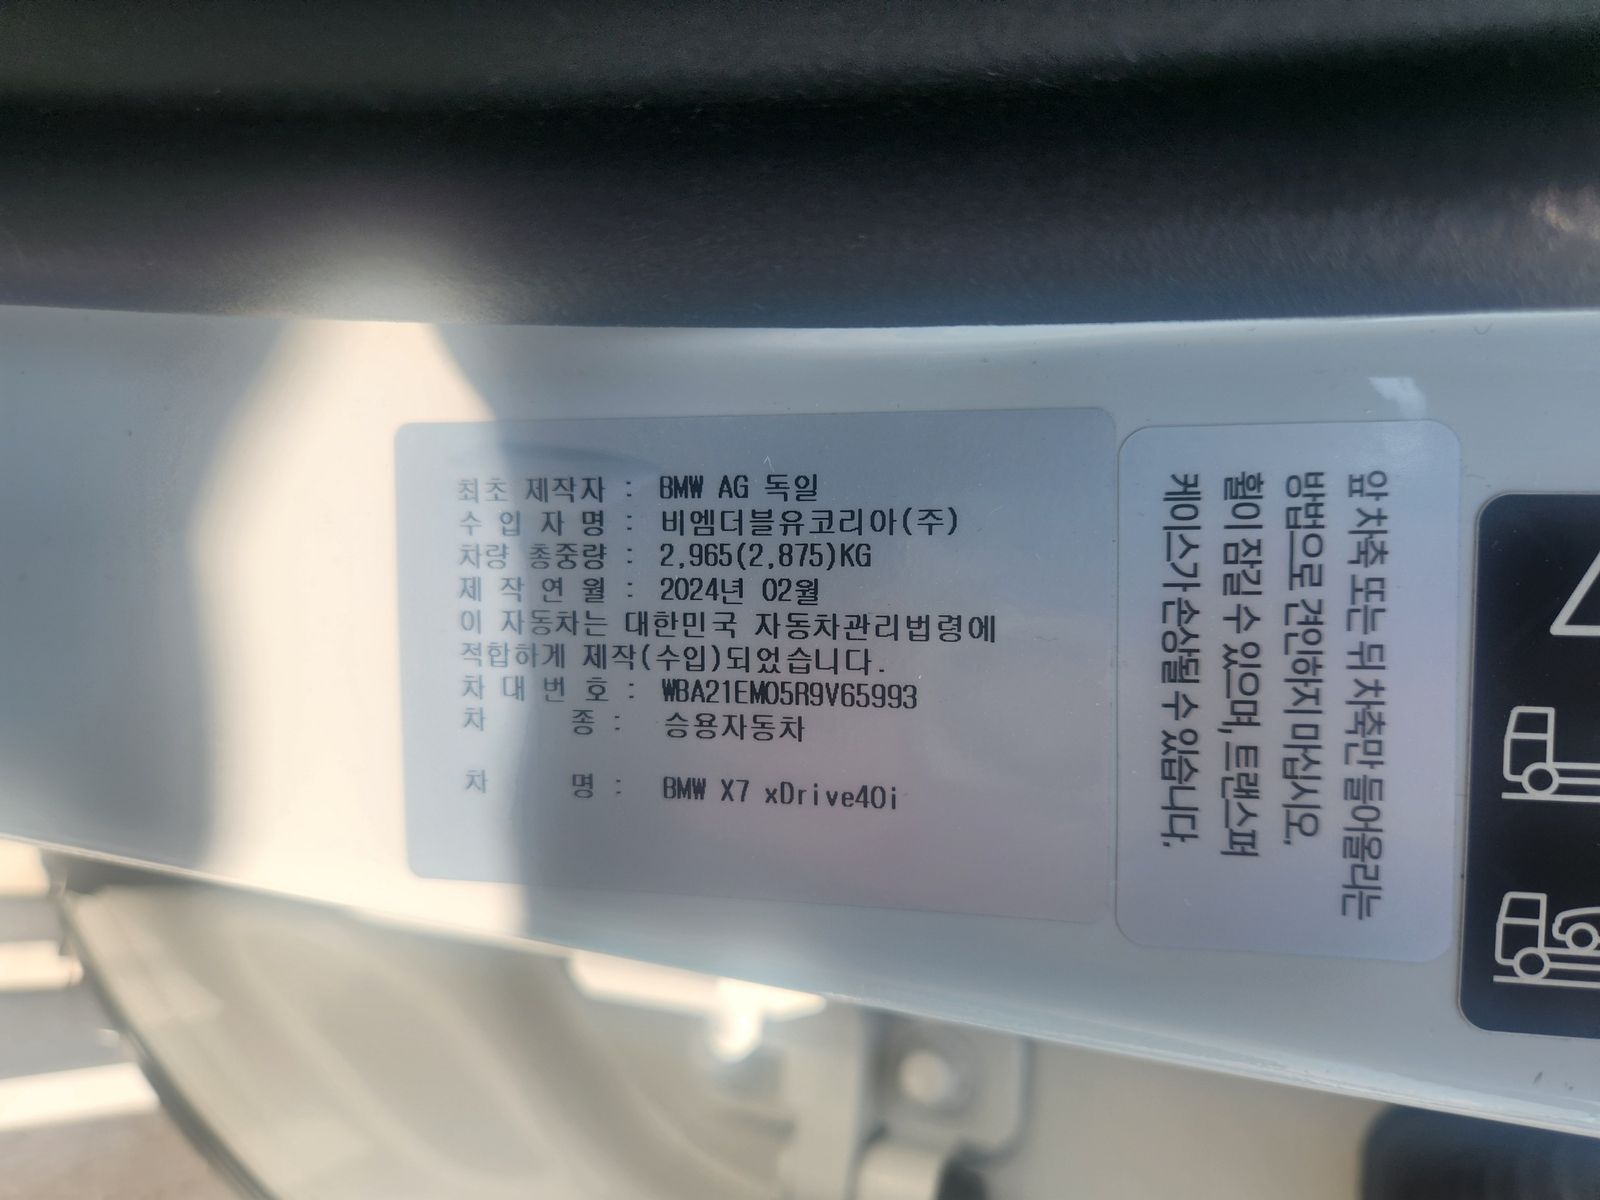 최초 제작자 : BMW AG 독일
수 입 자 명 : 비엠더블유코리아(주)
차량 총중량 : 2,965(2,875)KG
제 작 연 월 : 2024년 02월
이 자동차는 대한민국 자동차관리법령에
적합하게 제작(수입)되었습니다.
차 대 번 호 : WBA21EM05R9V65993
차 종 : 승용자동차
차 명 : BMW X7 xDrive40i
앞 차축 또는 뒤 차축만 들어올리는
방법으로 견인하지 마십시오.
휠이 잠길 수 있으며, 트랜스퍼
케이스가 손상될 수 있습니다.